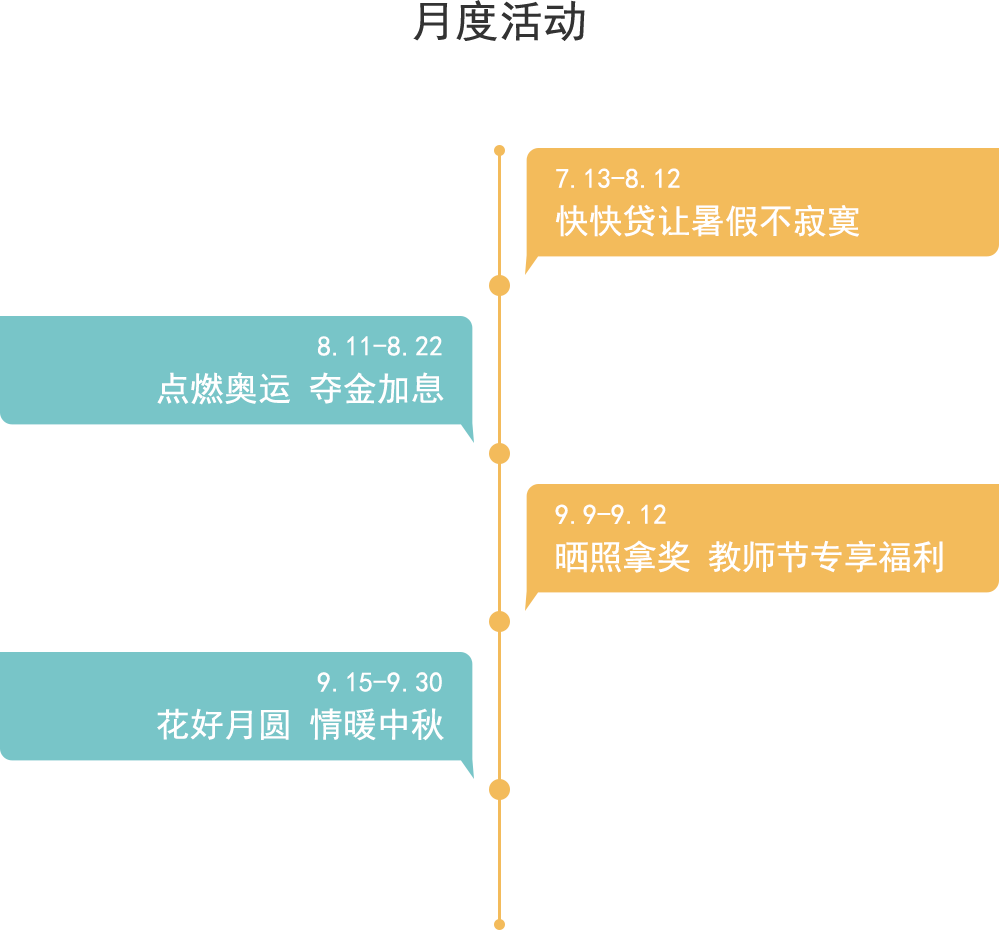 月度活动
7.13-8.12
快快贷让暑假不寂寞
8.11-8.22
点燃奥运 夺金加息
9.9-9.12
晒照拿奖 教师节专享福利
9.15-9.30
花好月圆 情暖中秋